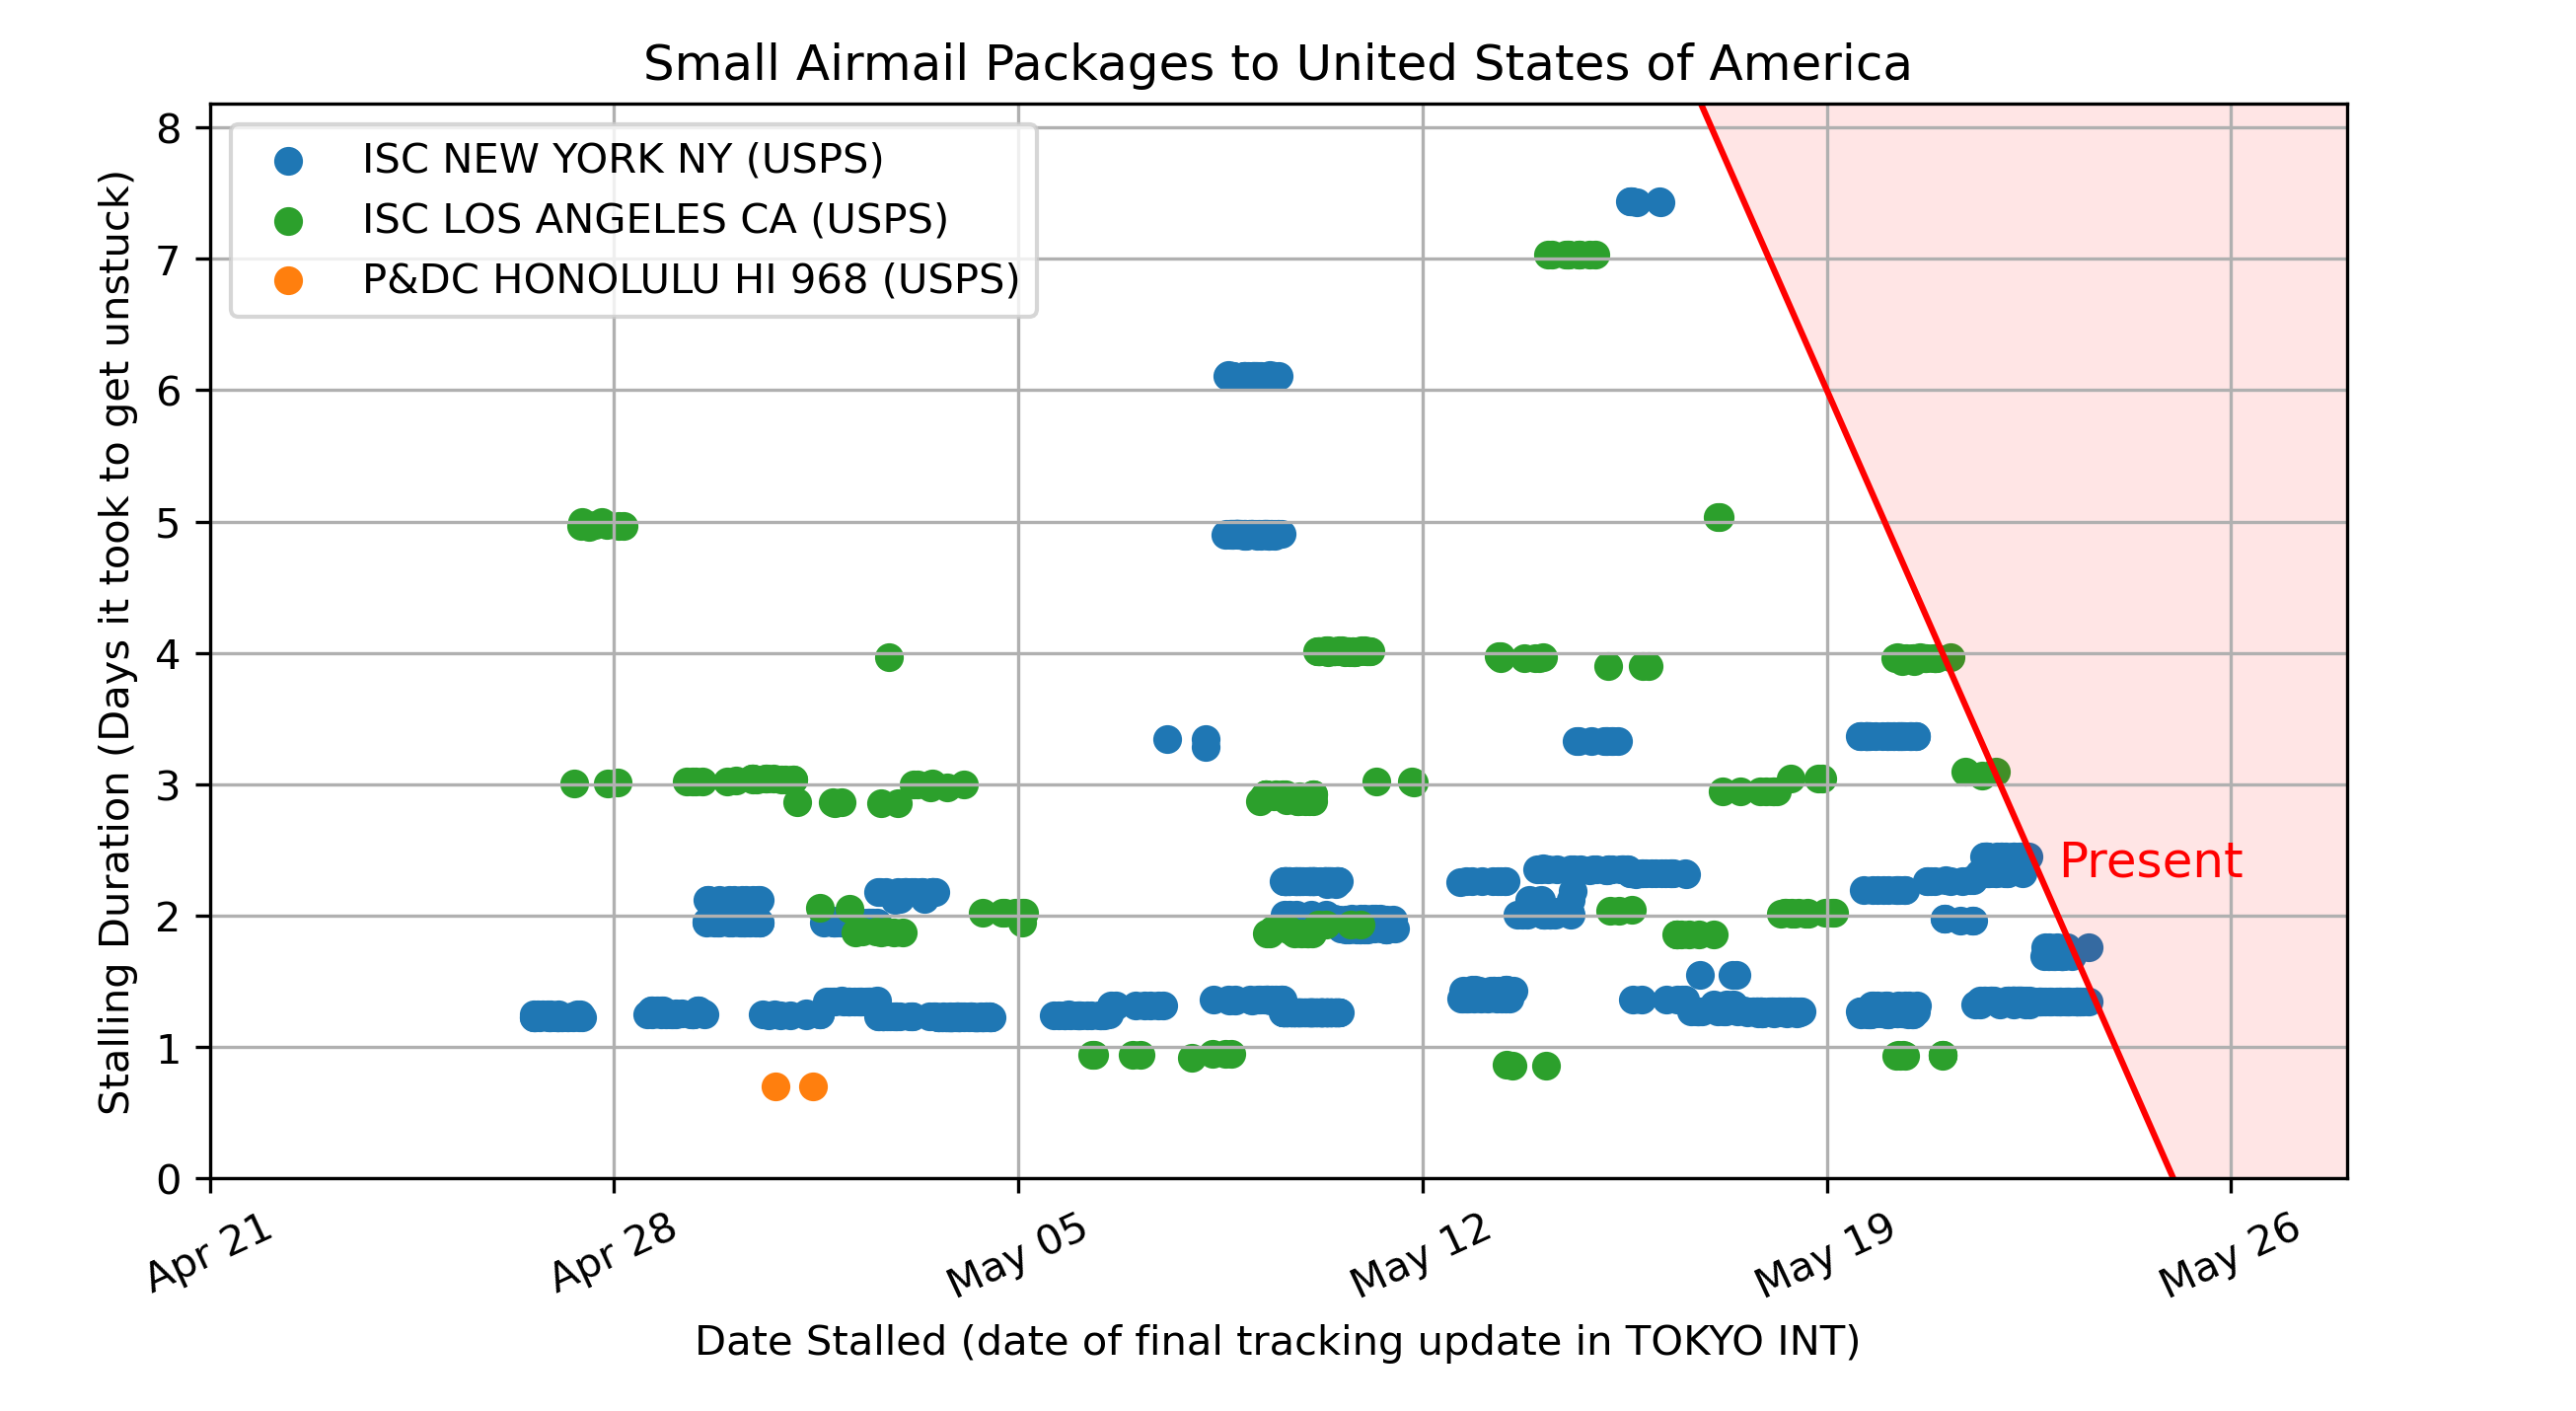 Small Airmail Packages to United States of America
Stalling Duration (Days it took to get unstuck)
8
7
6
5
4
3
2
1
0
ISC NEW YORK NY (USPS)
ISC LOS ANGELES CA (USPS)
P&DC HONOLULU HI 968 (USPS)
Present
Apr 21
Apr 28
May 05
May 12
May 19
May 26
Date Stalled (date of final tracking update in TOKYO INT)